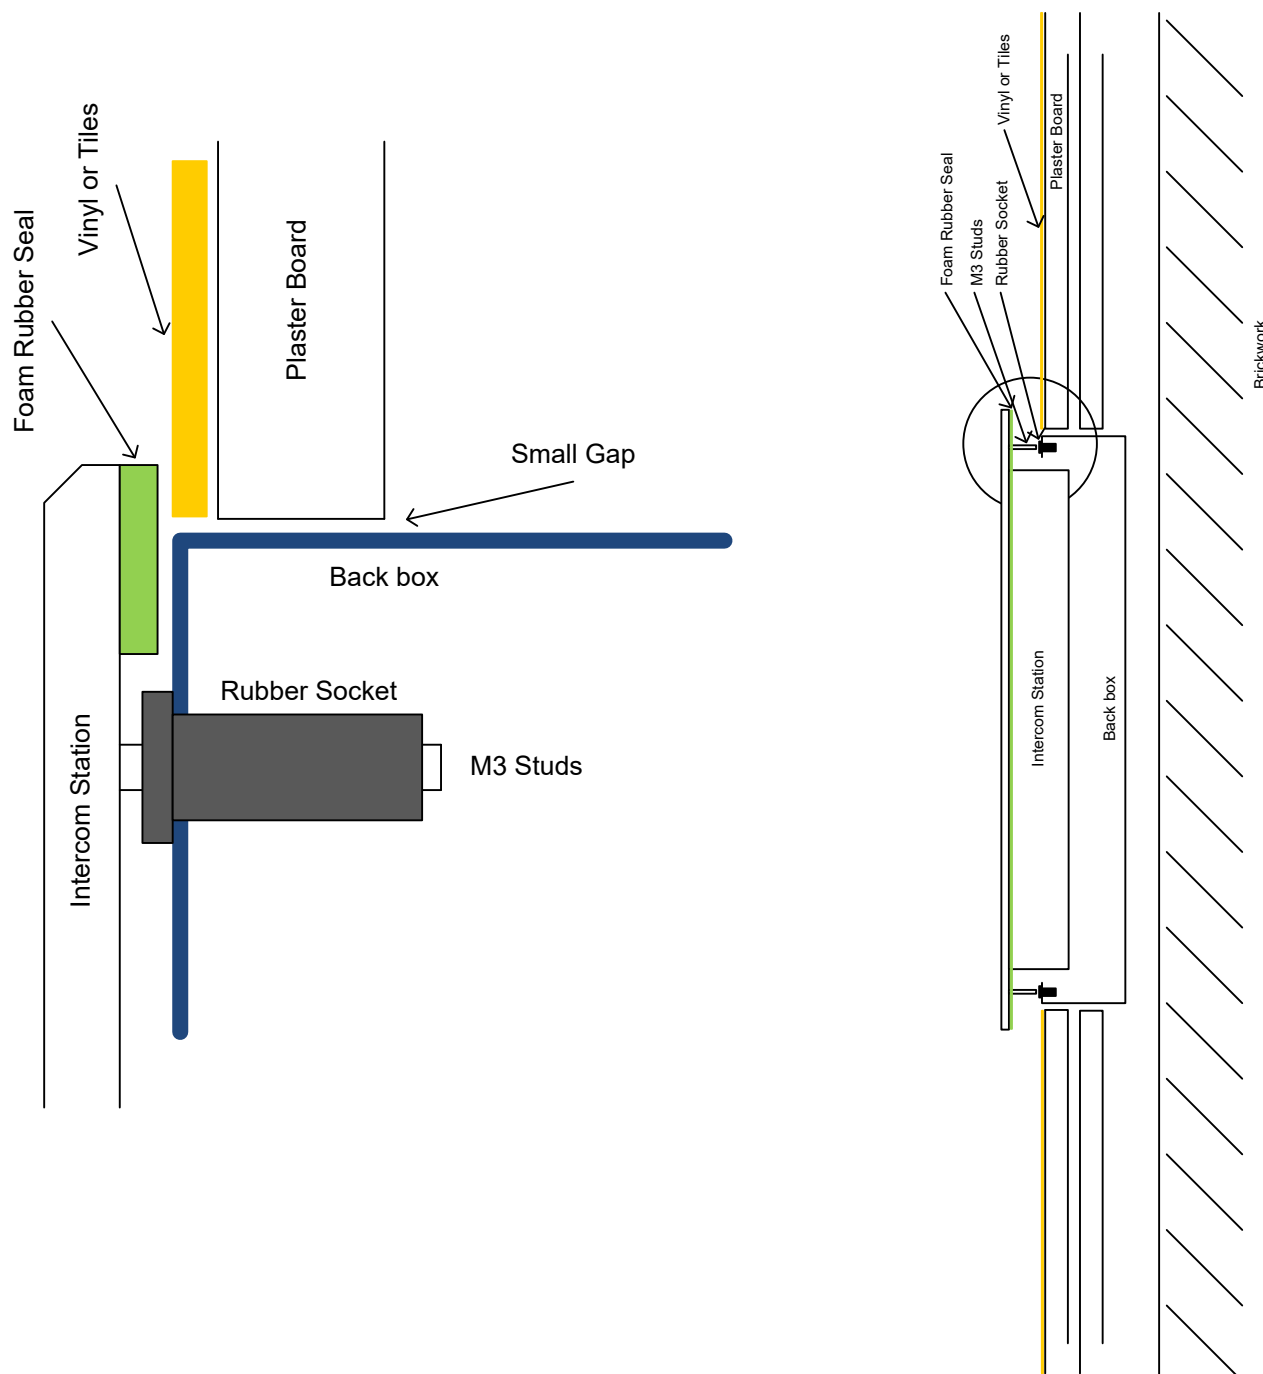 Foam Rubber Seal
Vinyl or Tiles
Plaster Board
Small Gap
Back box
Rubber Socket
M3 Studs
Intercom Station
Foam Rubber Seal
M3 Studs
Rubber Socket
Vinyl or Tiles
Plaster Board
Intercom Station
Back box
Brickwork